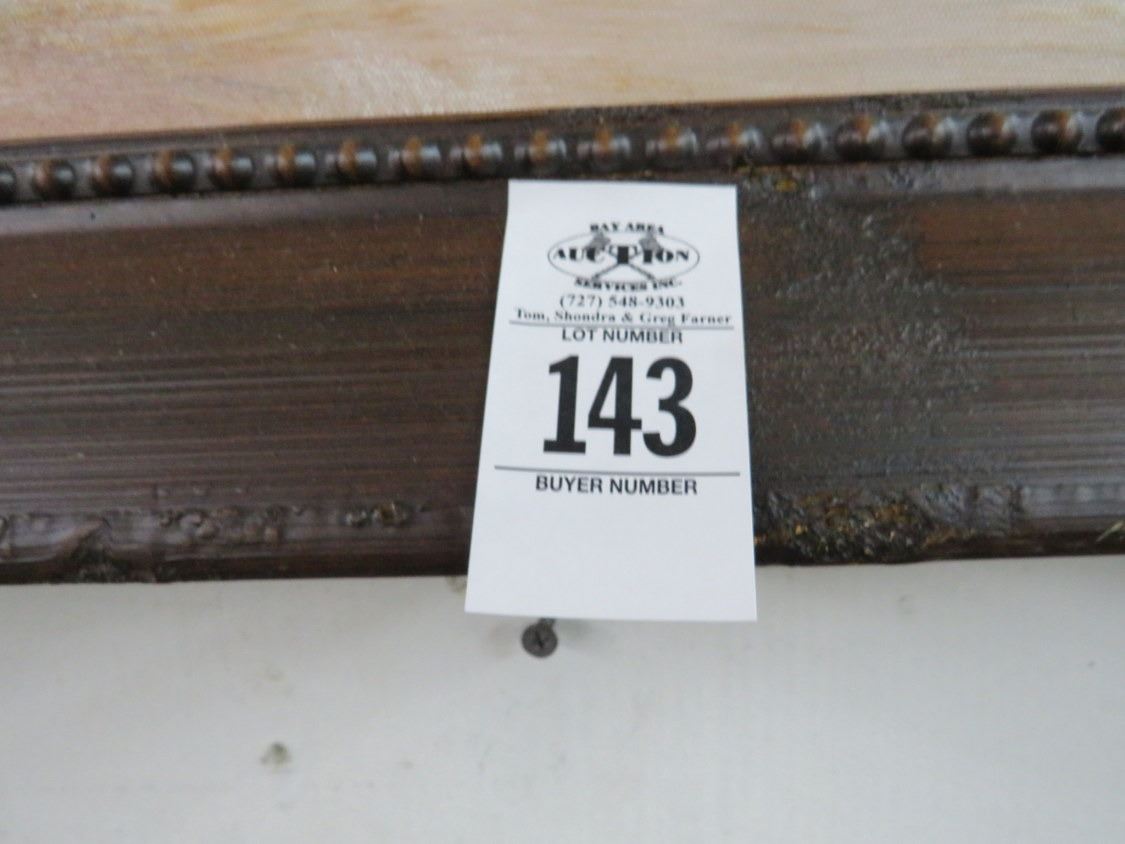 BAY AREA
AUCTION
SERVICES INC.
(727) 548-9303
Tom, Shondra & Greg Farner
LOT NUMBER
143
BUYER NUMBER